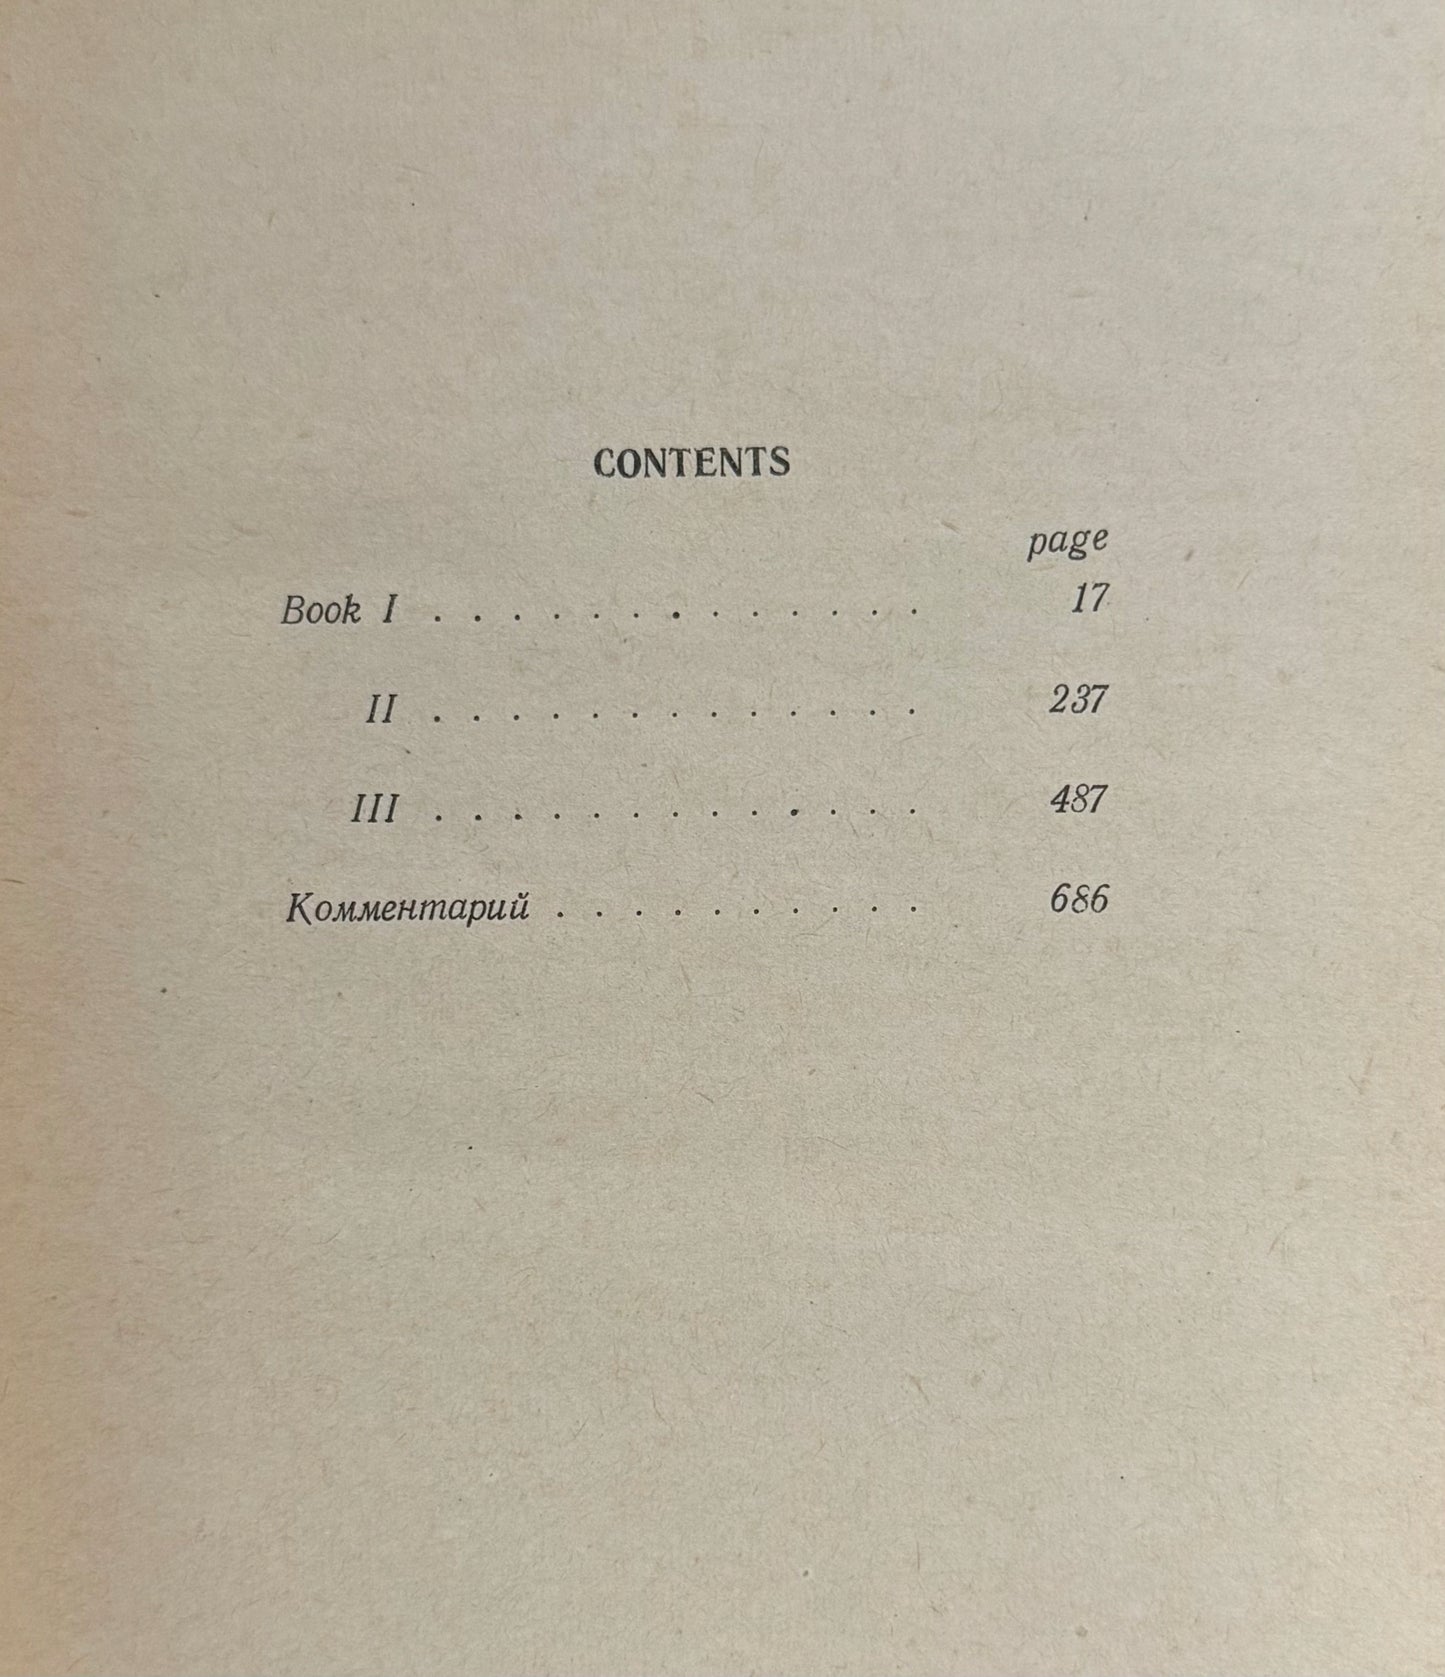 CONTENTS
page
Book I . . . . . . . . . . . . . 17
II . . . . . . . . . . . . . 237
III . . . . . . . . . . . . . 487
Комментарий . . . . . . . . . . 686